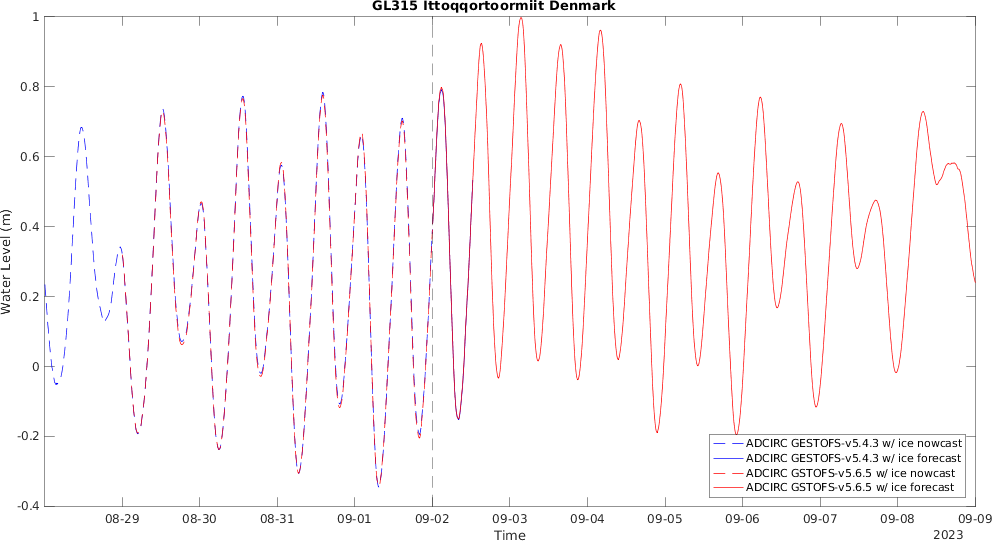 GL315 Ittoqqortoormiit Denmark
1
0.8
0.6
0.4
0.2
0
-0.2
-0.4
Water Level (m)
ADCIRC GESTOFS-v5.4.3 w/ ice nowcast
ADCIRC GESTOFS-v5.4.3 w/ ice forecast
ADCIRC GSTOFS-v5.6.5 w/ ice nowcast
ADCIRC GSTOFS-v5.6.5 w/ ice forecast
08-29 08-30 08-31 09-01 09-02 09-03 09-04 09-05 09-06 09-07 09-08 09-09
Time
2023